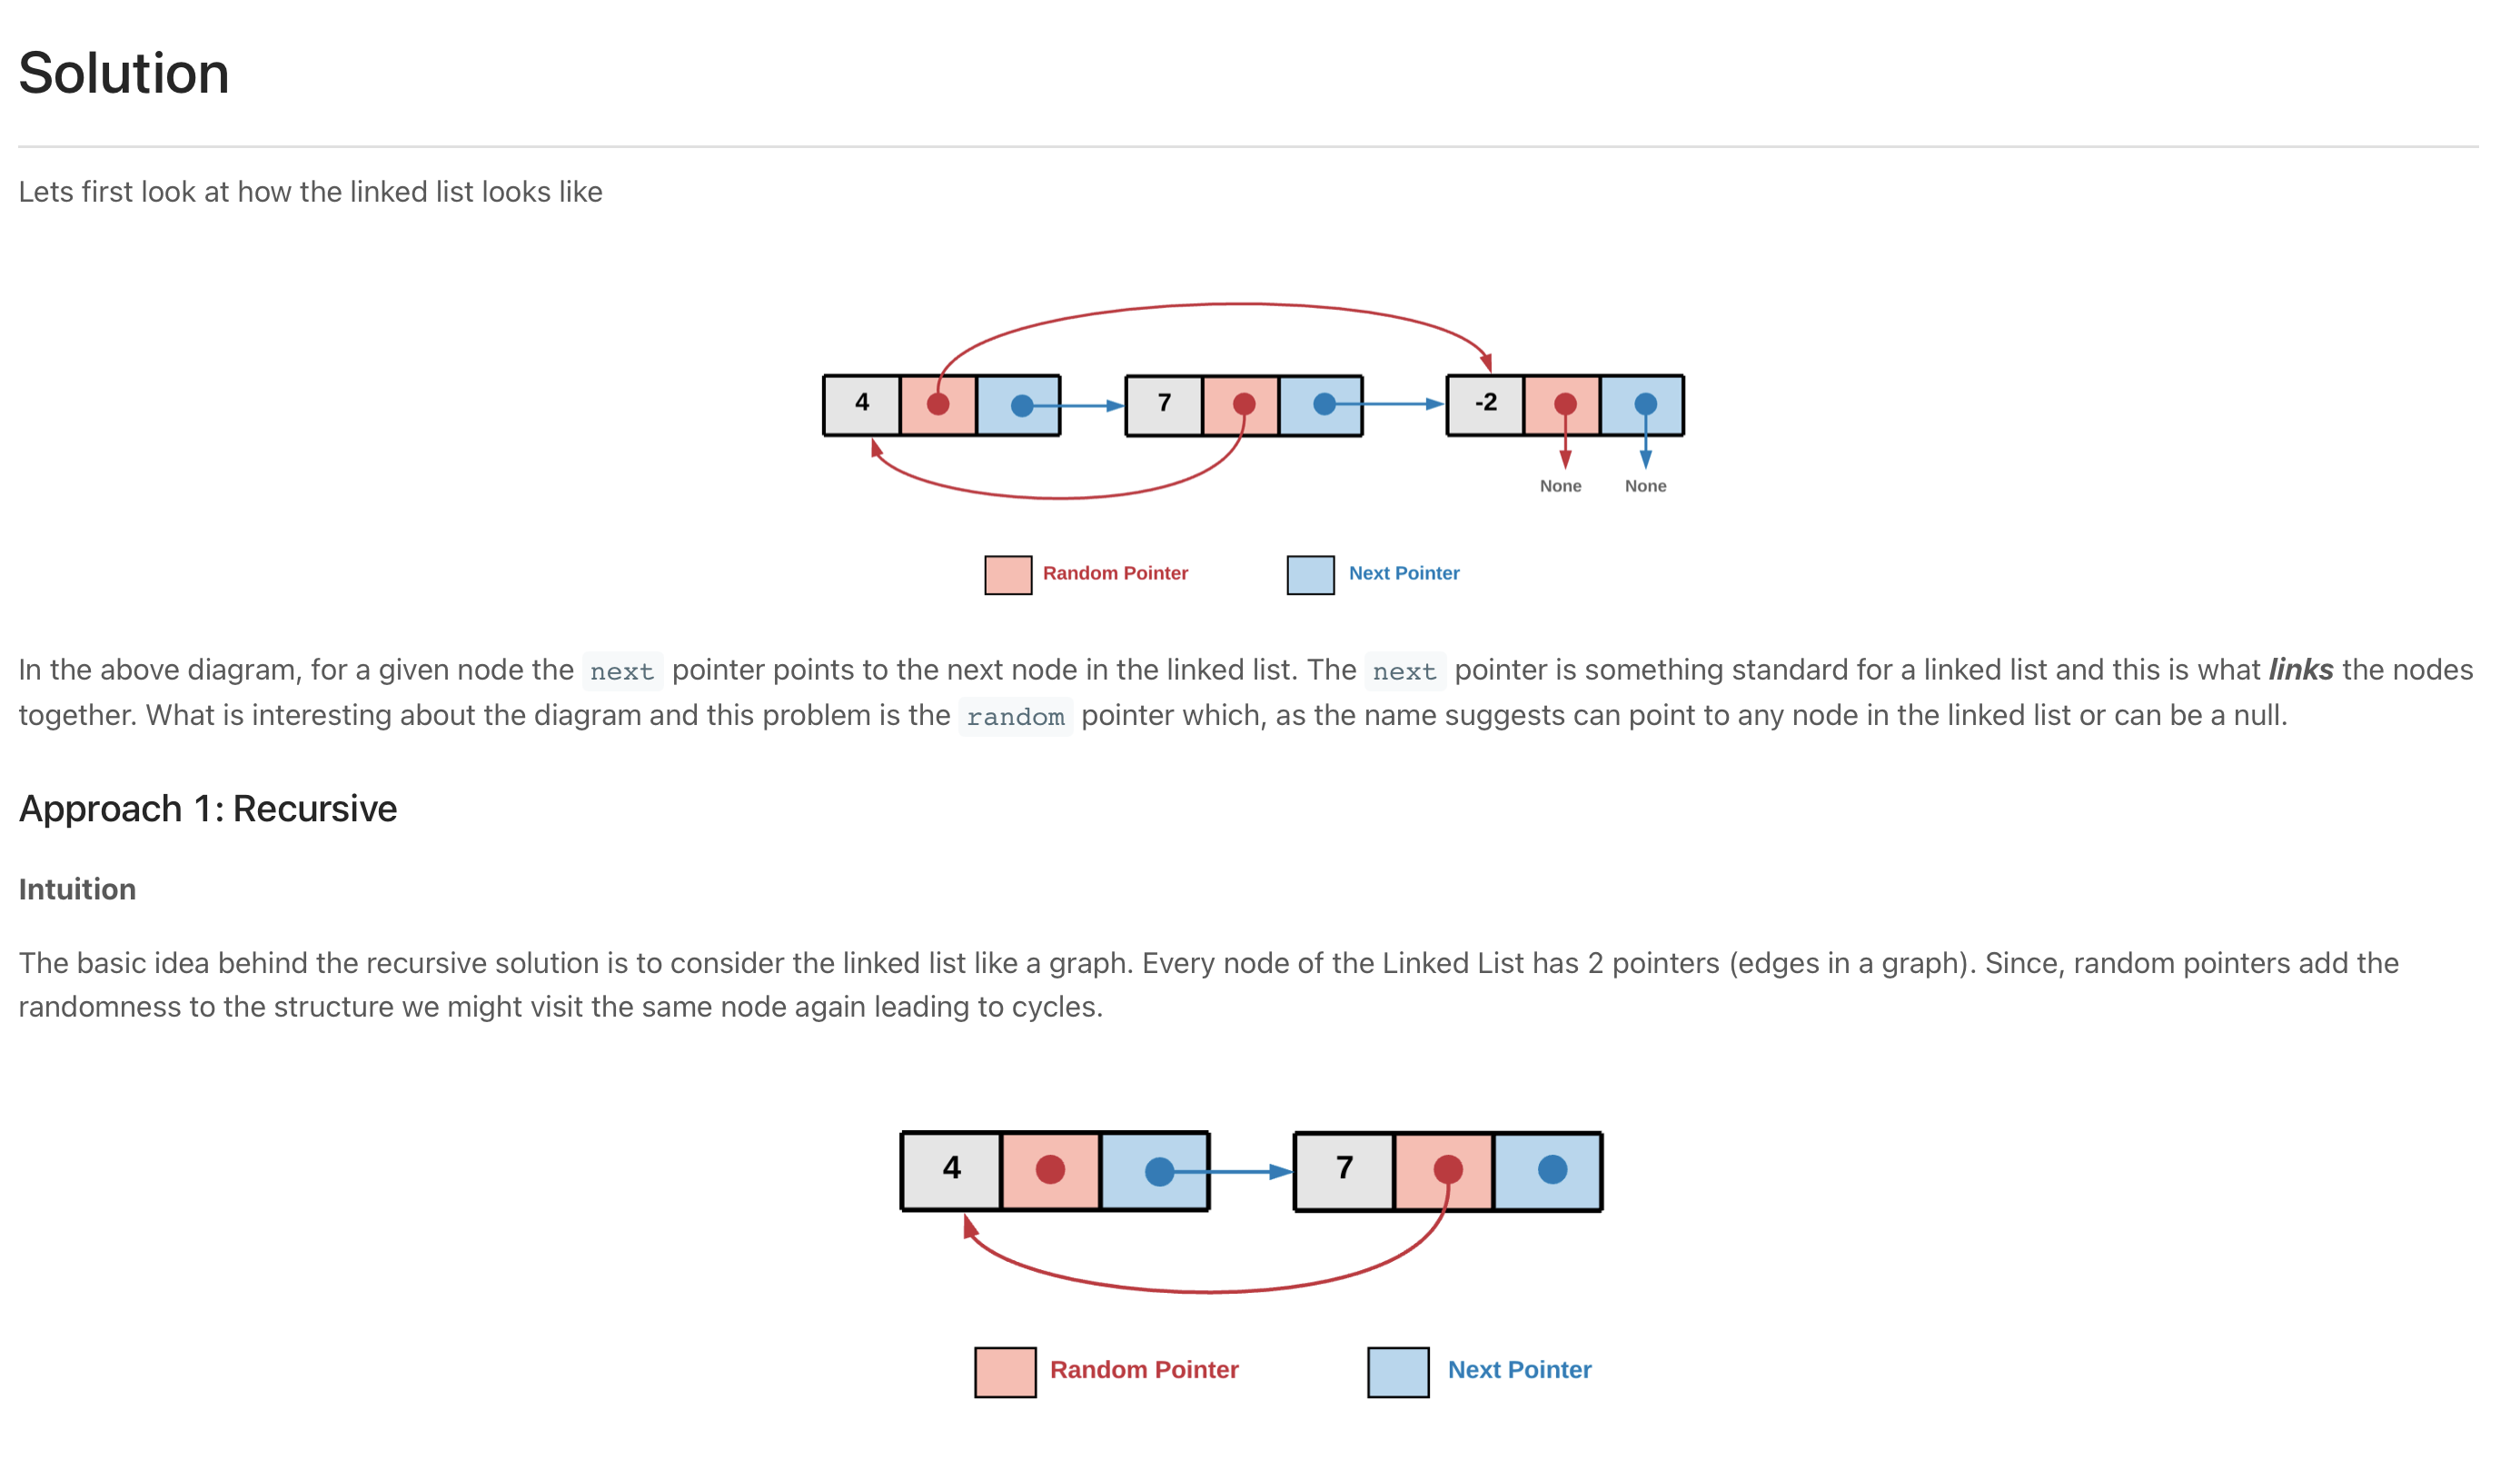 Solution
Lets first look at how the linked list looks like
4
7
-2
None
None
Random Pointer
Next Pointer
In the above diagram, for a given node the next pointer points to the next node in the linked list. The next pointer is something standard for a linked list and this is what links the nodes
together. What is interesting about the diagram and this problem is the random pointer which, as the name suggests can point to any node in the linked list or can be a null.
Approach 1: Recursive
Intuition
The basic idea behind the recursive solution is to consider the linked list like a graph. Every node of the Linked List has 2 pointers (edges in a graph). Since, random pointers add the
randomness to the structure we might visit the same node again leading to cycles.
4
7
Random Pointer
Next Pointer